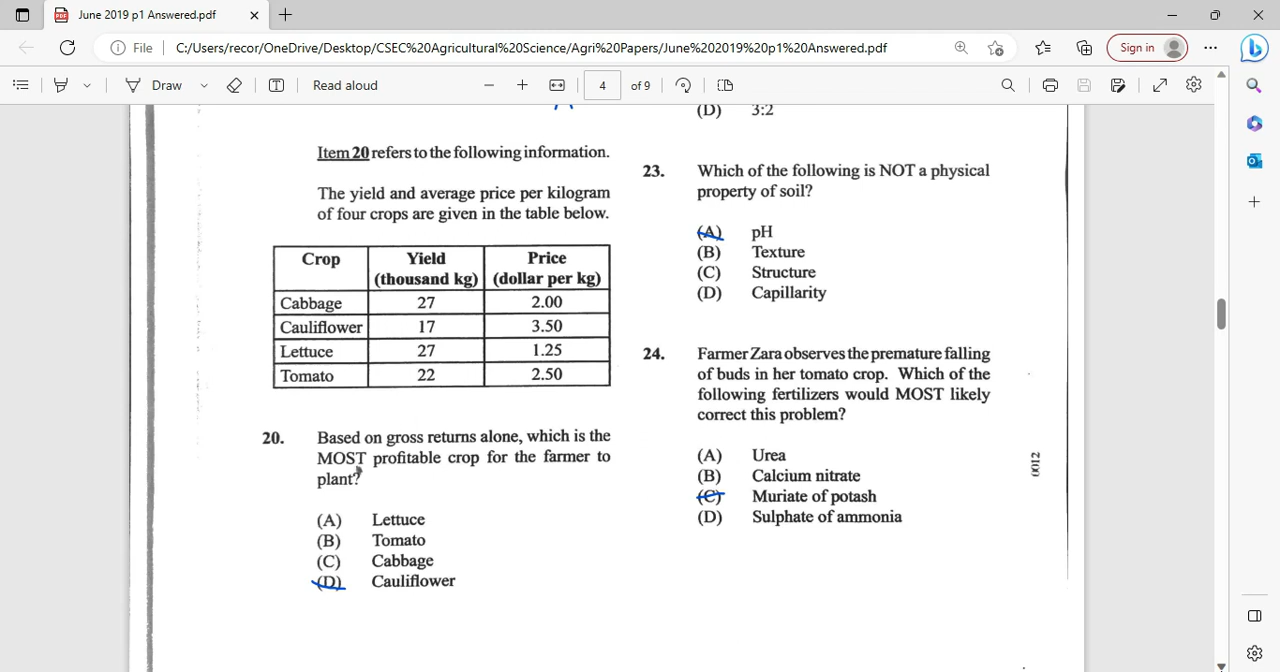 June 2019 p1 Answered.pdf
File
C:/Users/recor/OneDrive/Desktop/CSEC%20Agricultural%20Science/Agri%20Papers/June%202019%20p1%20Answered.pdf
Sign in
Draw
Read aloud
4 of 9
Item 20 refers to the following information.
The yield and average price per kilogram
of four crops are given in the table below.
Crop Yield Price
(thousand kg) (dollar per kg)
Cabbage 27 2.00
Cauliflower 17 3.50
Lettuce 27 1.25
Tomato 22 2.50
20. Based on gross returns alone, which is the
MOST profitable crop for the farmer to
plant?
(A) Lettuce
(B) Tomato
(C) Cabbage
(D) Cauliflower
(D) 3:2
23. Which of the following is NOT a physical
property of soil?
(A) pH
(B) Texture
(C) Structure
(D) Capillarity
24. Farmer Zara observes the premature falling
of buds in her tomato crop. Which of the
following fertilizers would MOST likely
correct this problem?
(A) Urea
(B) Calcium nitrate
(C) Muriate of potash
(D) Sulphate of ammonia
0012